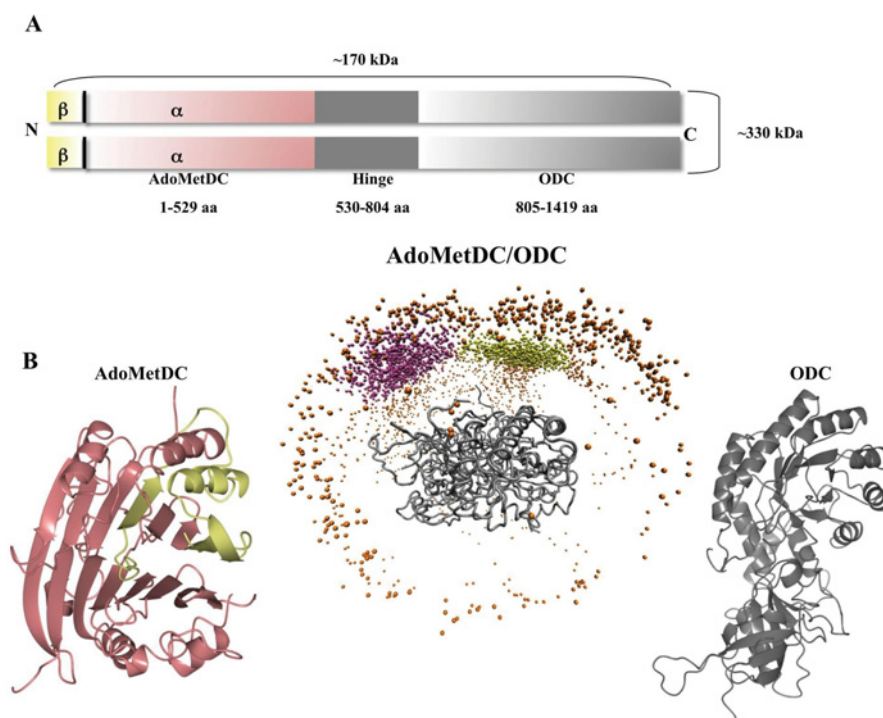 A
~170 kDa
β α
N C ~330 kDa
β α
AdoMetDC Hinge ODC
1-529 aa 530-804 aa 805-1419 aa
AdoMetDC/ODC
B
AdoMetDC ODC